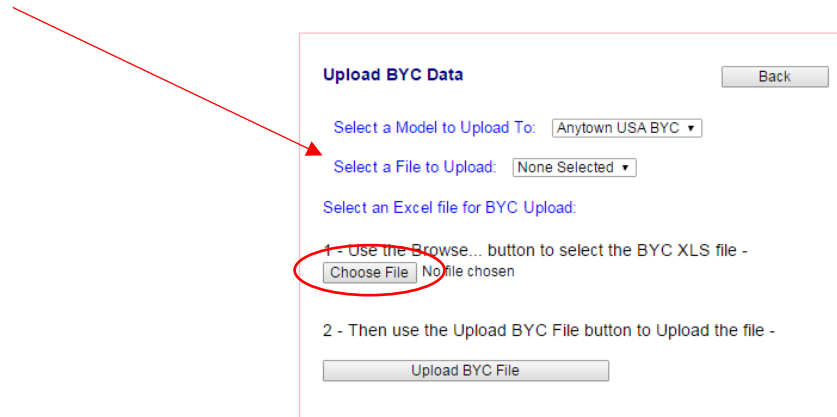 Upload BYC Data
Back
Select a Model to Upload To: Anytown USA BYC
Select a File to Upload: None Selected
Select an Excel file for BYC Upload:
1 - Use the Browse... button to select the BYC XLS file -
Choose File No file chosen
2 - Then use the Upload BYC File button to Upload the file -
Upload BYC File